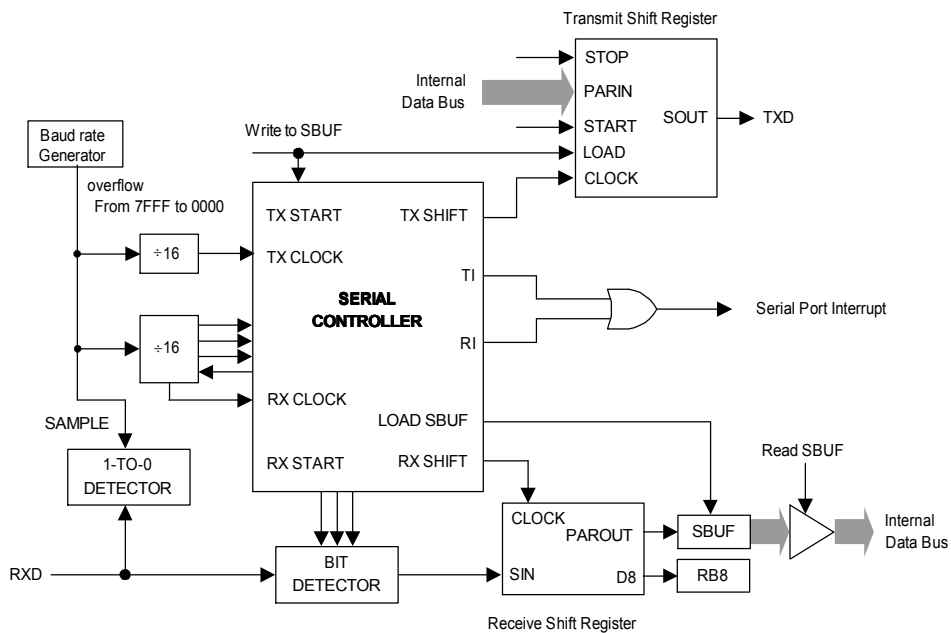 Transmit Shift Register
STOP
Internal
Data Bus
PARIN
START
SOUT
TXD
LOAD
CLOCK
Write to SBUF
Baud rate
Generator
overflow
From 7FFF to 0000
TX START
TX SHIFT
÷16
TX CLOCK
TI
SERIAL
CONTROLLER
Serial Port Interrupt
÷16
RI
RX CLOCK
LOAD SBUF
SAMPLE
1-TO-0
DETECTOR
RX START
RX SHIFT
Read SBUF
CLOCK
PAROUT
SBUF
Internal
Data Bus
RXD
BIT
DETECTOR
SIN
D8
RB8
Receive Shift Register